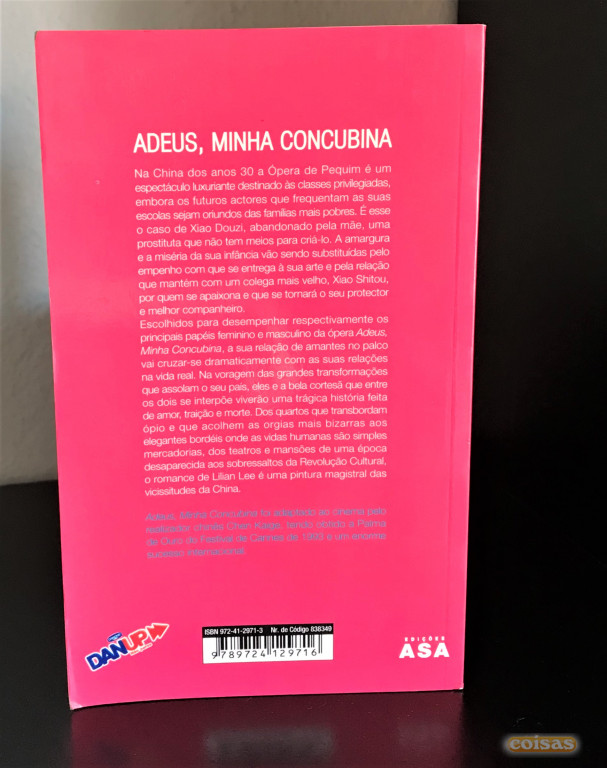 ADEUS, MINHA CONCUBINA
Na China dos anos 30 a Ópera de Pequim é um
espectáculo luxuriante destinado às classes privilegiadas,
embora os futuros actores que frequentam as suas
escolas sejam oriundos das famílias mais pobres. É esse
o caso de Xiao Douzi, abandonado pela mãe, uma
prostituta que não tem meios para criá-lo. A amargura
e a miséria da sua infância vão sendo substituídas pelo
empenho com que se entrega à sua arte e pela relação
que mantém com um colega mais velho, Xiao Shitou,
por quem se apaixona e que se tornará o seu protector
e melhor companheiro.
Escolhidos para desempenhar respectivamente os
principais papéis feminino e masculino da ópera Adeus,
Minha Concubina, a sua relação de amantes no palco
vai cruzar-se dramaticamente com as suas relações
na vida real. Na voragem das grandes transformações
que assolam o seu país, eles e a bela cortesã que entre
os dois se interpõe viverão uma trágica história feita
de amor, traição e morte. Dos quartos que transbordam
ópio e que acolhem as orgias mais bizarras aos
elegantes bordéis onde as vidas humanas são simples
mercadorias, dos teatros e mansões de uma época
desaparecida aos sobressaltos da Revolução Cultural,
o romance de Lilian Lee é uma pintura magistral das
vicissitudes da China.
Adeus, Minha Concubina foi adaptado ao cinema pelo
realizador chinês Chen Kaige, tendo obtido a Palma
de Ouro do Festival de Cannes de 1993 e um enorme
sucesso internacional.
ISBN 972-41-2971-3 Nr. de Código 838349
9789724129716
DAN'UP
EDIÇÕES
ASA
coisas